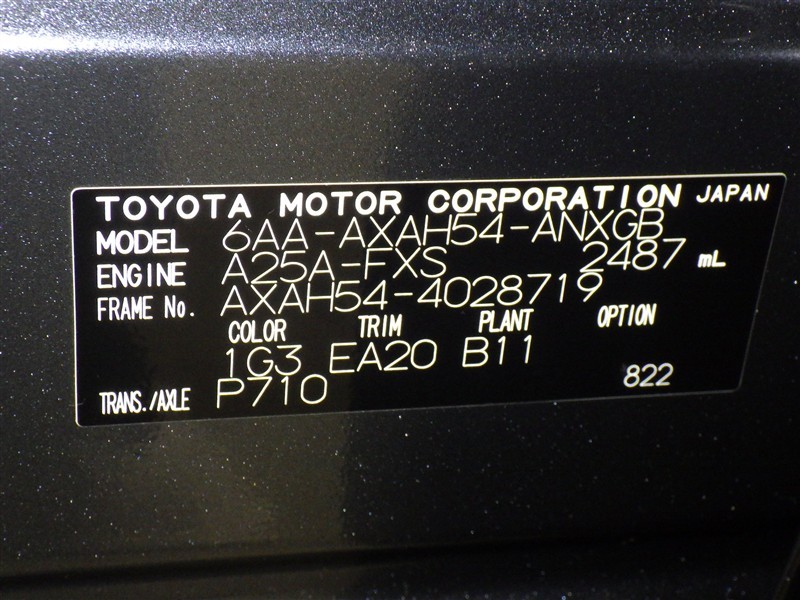 TOYOTA MOTOR CORPORATION JAPAN
MODEL 6AA-AXAH54-ANXGB
ENGINE A25A-FXS 2487 mL
FRAME No. AXAH54-4028719
COLOR TRIM PLANT OPTION
1G3 EA20 B11
TRANS./AXLE P710 822